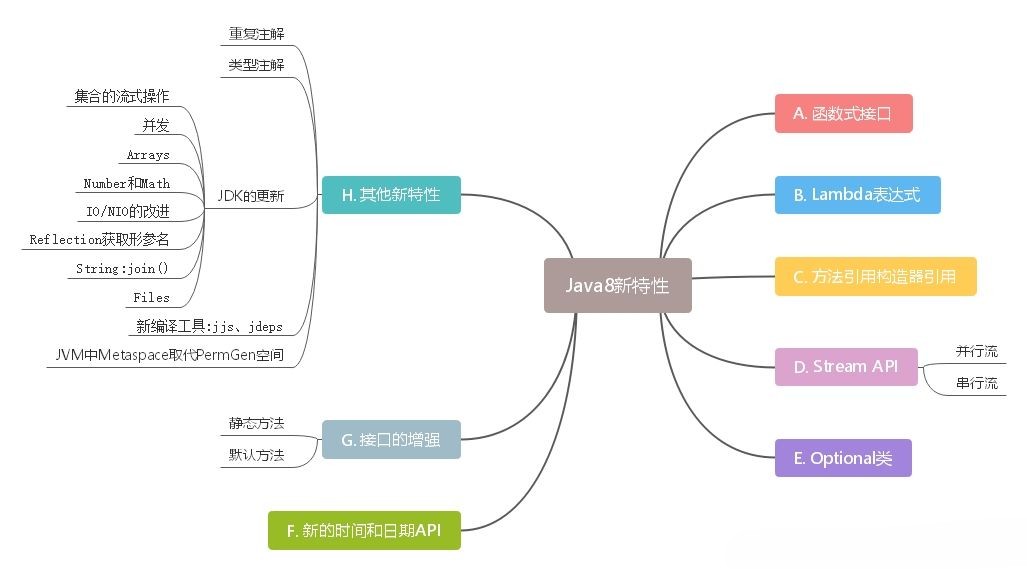 Java8新特性
A. 函数式接口
B. Lambda表达式
C. 方法引用构造器引用
D. Stream API
并行流
串行流
E. Optional类
F. 新的时间和日期API
G. 接口的增强
静态方法
默认方法
H. 其他新特性
重复注解
类型注解
JDK的更新
集合的流式操作
并发
Arrays
Number和Math
IO/NIO的改进
Reflection获取形参名
String:join()
Files
新编译工具:jjs、jdeps
JVM中Metaspace取代PermGen空间